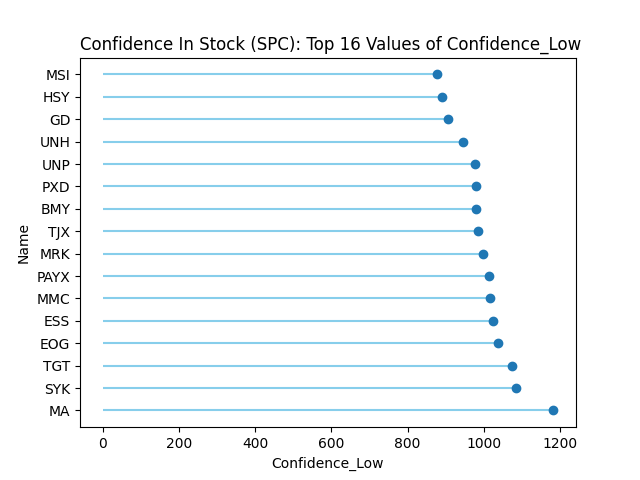 Confidence In Stock (SPC): Top 16 Values of Confidence_Low
MSI
HSY
GD
UNH
UNP
PXD
BMY
TJX
MRK
PAYX
MMC
ESS
EOG
TGT
SYK
MA
Name
0 200 400 600 800 1000 1200
Confidence_Low